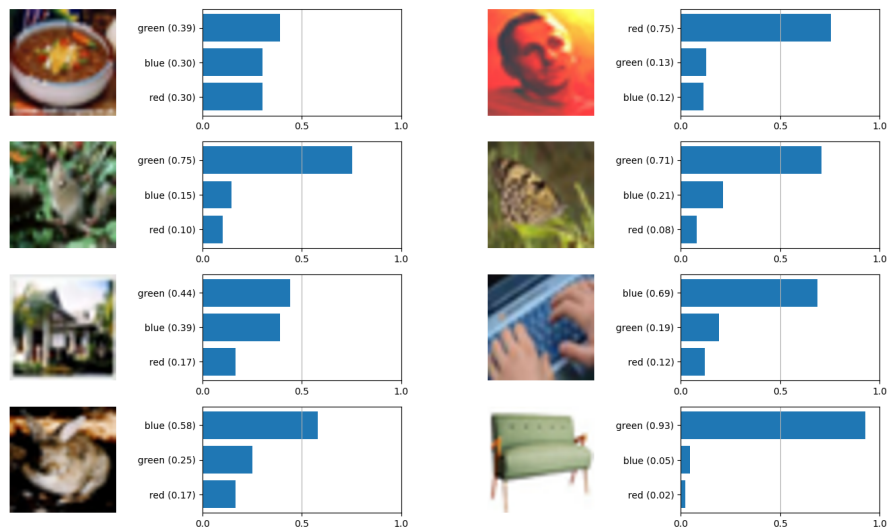 green (0.39)
blue (0.30)
red (0.30)
0.0 0.5 1.0
red (0.75)
green (0.13)
blue (0.12)
0.0 0.5 1.0
green (0.75)
blue (0.15)
red (0.10)
0.0 0.5 1.0
green (0.71)
blue (0.21)
red (0.08)
0.0 0.5 1.0
green (0.44)
blue (0.39)
red (0.17)
0.0 0.5 1.0
blue (0.69)
green (0.19)
red (0.12)
0.0 0.5 1.0
blue (0.58)
green (0.25)
red (0.17)
0.0 0.5 1.0
green (0.93)
blue (0.05)
red (0.02)
0.0 0.5 1.0